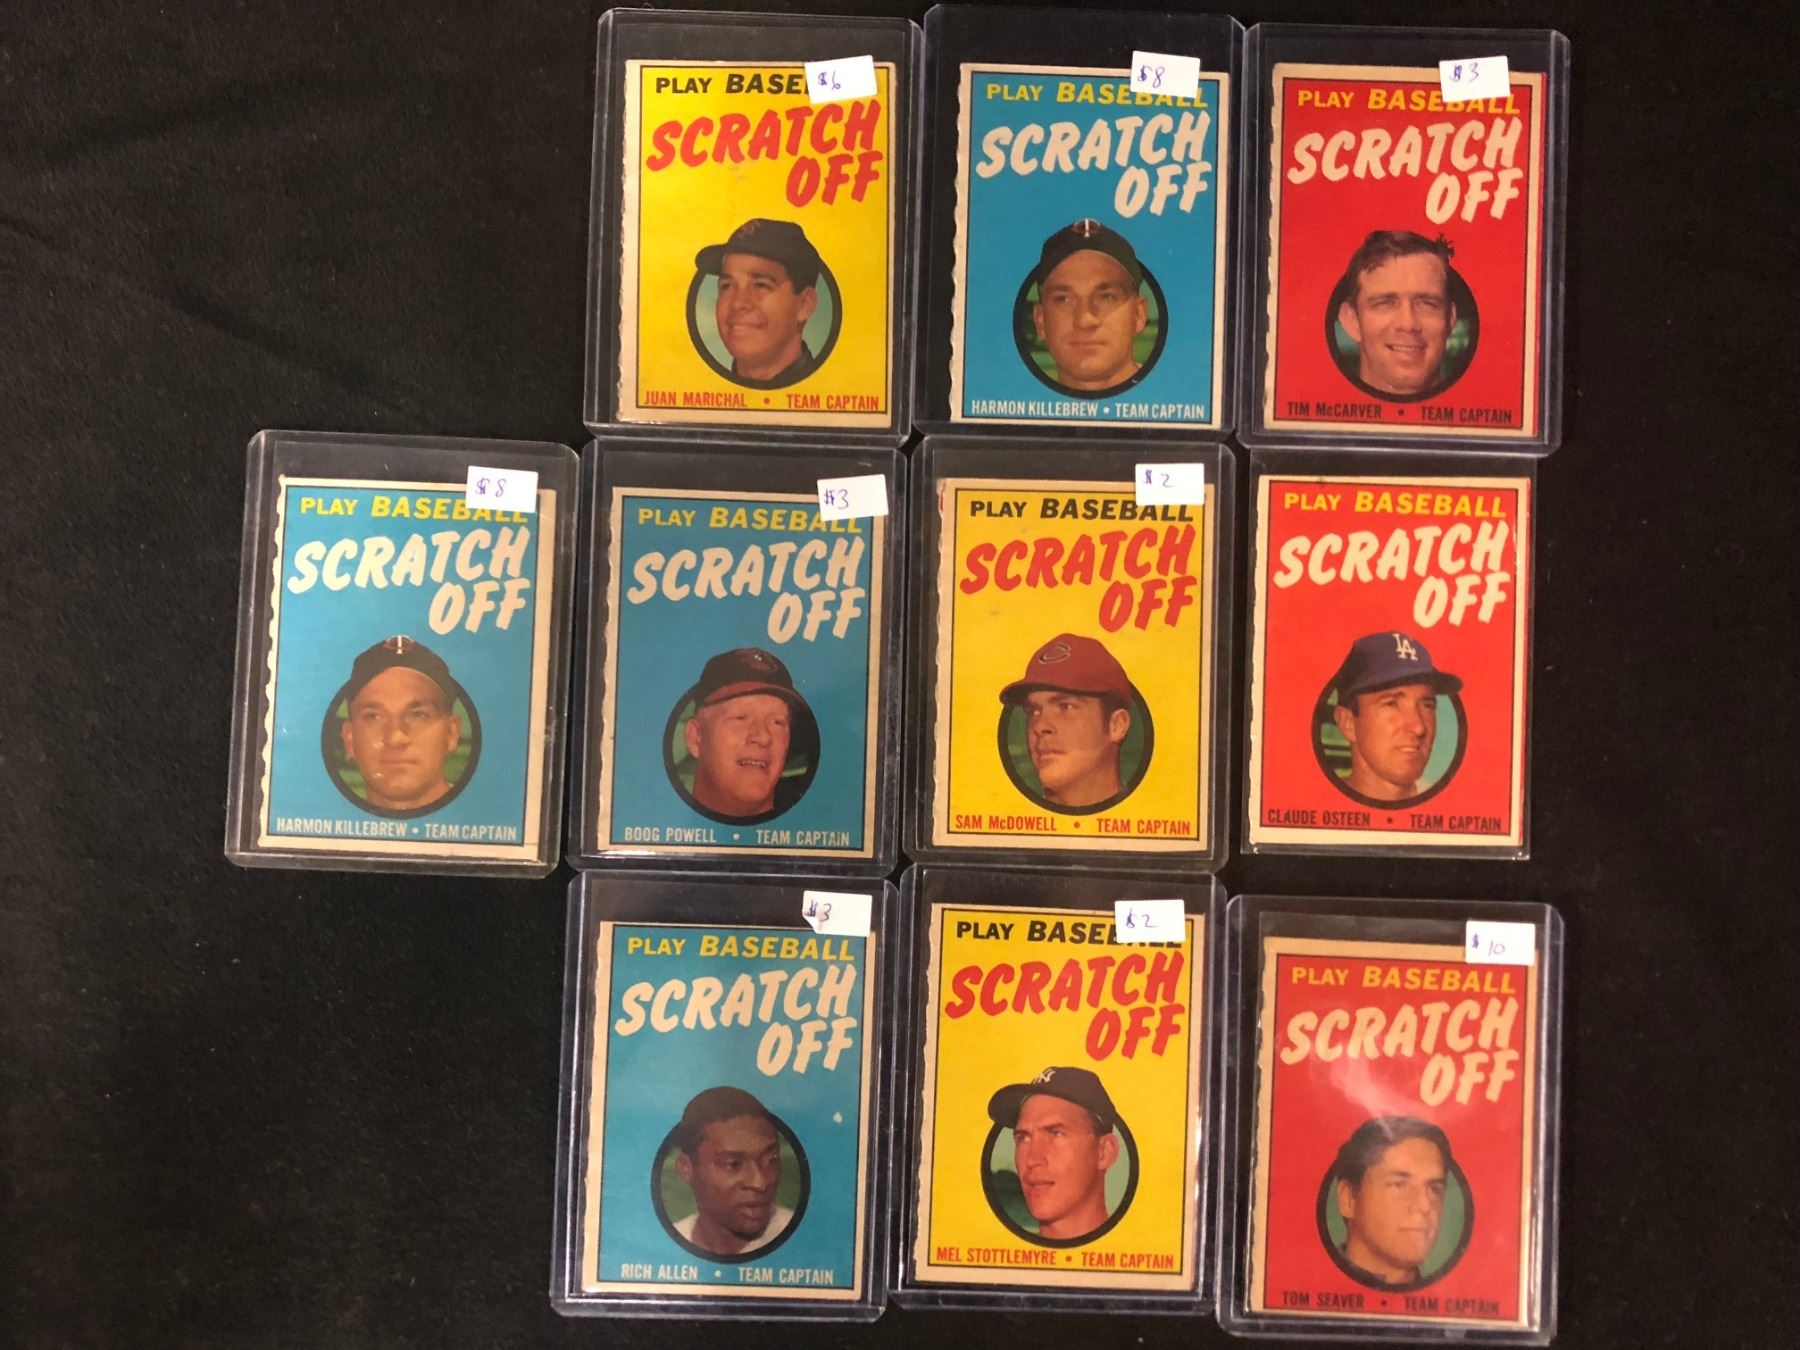 $6
PLAY BASE
SCRATCH
OFF
JUAN MARICHAL • TEAM CAPTAIN
$8
PLAY BASEBALL
SCRATCH
OFF
HARMON KILLEBREW • TEAM CAPTAIN
$3
PLAY BASEBALL
SCRATCH
OFF
TIM McCARVER • TEAM CAPTAIN
$8
PLAY BASEBALL
SCRATCH
OFF
HARMON KILLEBREW • TEAM CAPTAIN
$3
PLAY BASEBALL
SCRATCH
OFF
BOOG POWELL • TEAM CAPTAIN
$2
PLAY BASEBALL
SCRATCH
OFF
C
SAM McDOWELL • TEAM CAPTAIN
PLAY BASEBALL
SCRATCH
OFF
LA
CLAUDE OSTEEN • TEAM CAPTAIN
$3
PLAY BASEBALL
SCRATCH
OFF
RICH ALLEN • TEAM CAPTAIN
$2
PLAY BASEBALL
SCRATCH
OFF
NY
MEL STOTTLEMYRE • TEAM CAPTAIN
$10
PLAY BASEBALL
SCRATCH
OFF
TOM SEAVER • TEAM CAPTAIN